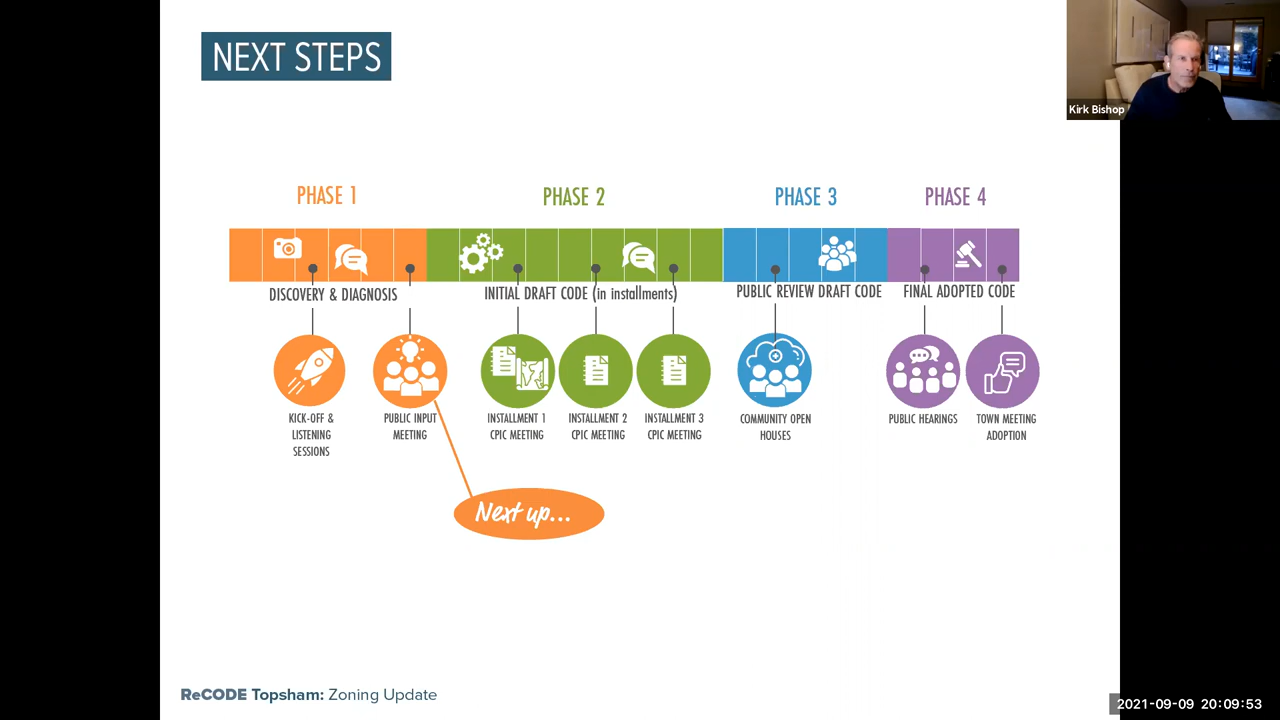 NEXT STEPS
Kirk Bishop
PHASE 1
PHASE 2
PHASE 3
PHASE 4
DISCOVERY & DIAGNOSIS
INITIAL DRAFT CODE (in installments)
PUBLIC REVIEW DRAFT CODE
FINAL ADOPTED CODE
KICK-OFF &
LISTENING
SESSIONS
PUBLIC INPUT
MEETING
INSTALLMENT 1
CPIC MEETING
INSTALLMENT 2
CPIC MEETING
INSTALLMENT 3
CPIC MEETING
COMMUNITY OPEN
HOUSES
PUBLIC HEARINGS
TOWN MEETING
ADOPTION
Next up...
ReCODE Topsham: Zoning Update
2021-09-09 20:09:53